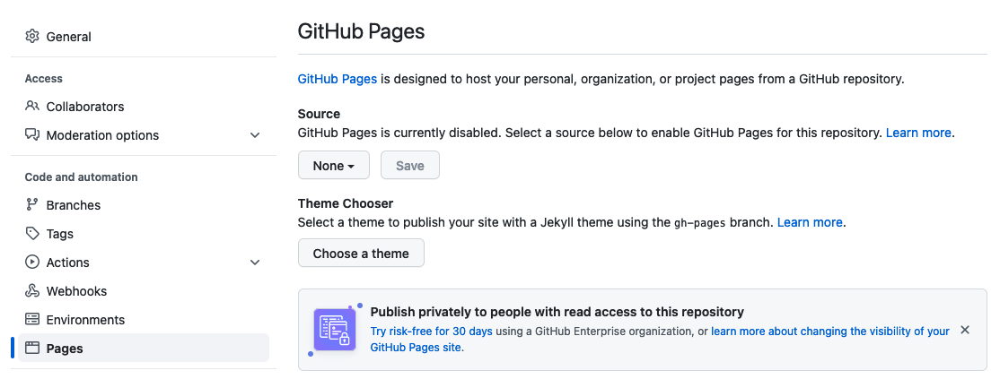 General
Access
Collaborators
Moderation options
Code and automation
Branches
Tags
Actions
Webhooks
Environments
Pages
GitHub Pages
GitHub Pages is designed to host your personal, organization, or project pages from a GitHub repository.
Source
GitHub Pages is currently disabled. Select a source below to enable GitHub Pages for this repository. Learn more.
None
Save
Theme Chooser
Select a theme to publish your site with a Jekyll theme using the gh-pages branch. Learn more.
Choose a theme
Publish privately to people with read access to this repository
Try risk-free for 30 days using a GitHub Enterprise organization, or learn more about changing the visibility of your
GitHub Pages site.